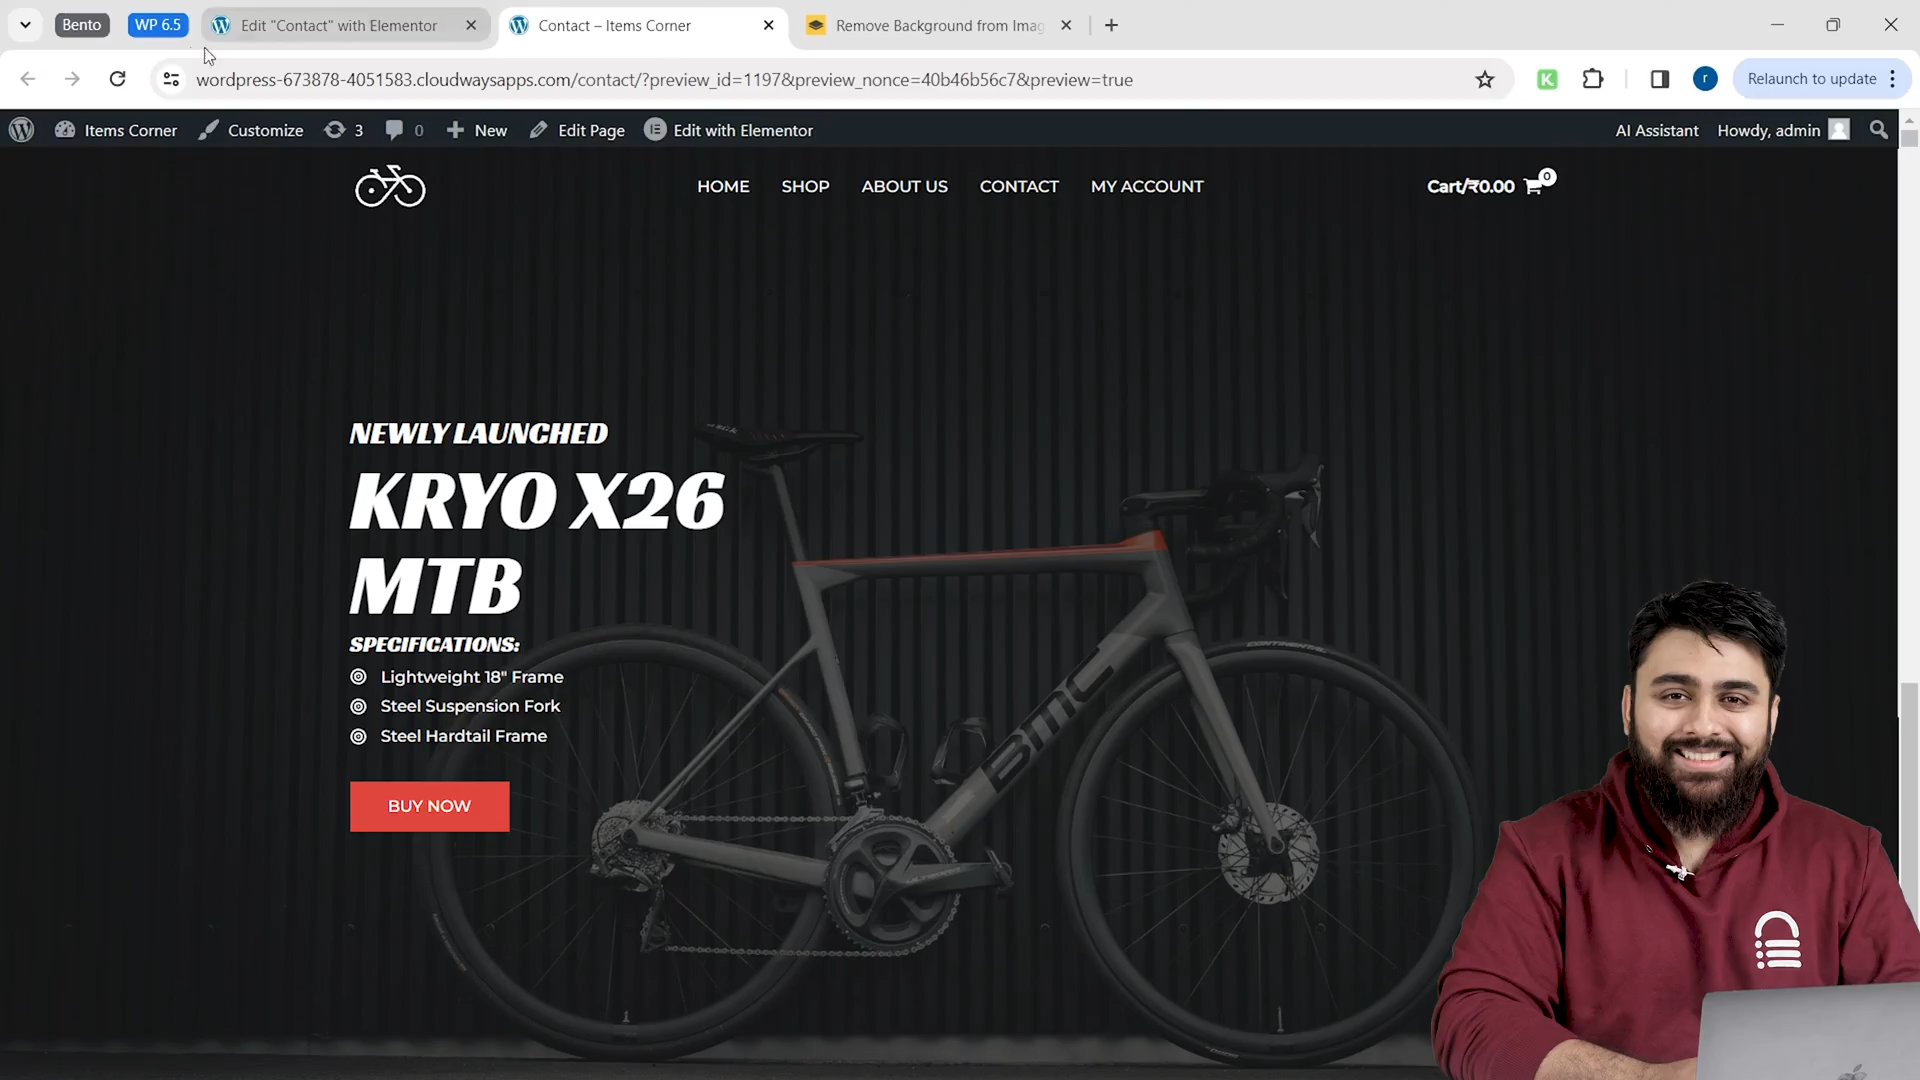 Bento
WP 6.5
Edit "Contact" with Elementor
Contact – Items Corner
Remove Background from Imag
wordpress-673878-4051583.cloudwaysapps.com/contact/?preview_id=1197&preview_nonce=40b46b56c7&preview=true
K
r
Relaunch to update
Items Corner
Customize
3
0
New
Edit Page
Edit with Elementor
AI Assistant
Howdy, admin
HOME
SHOP
ABOUT US
CONTACT
MY ACCOUNT
Cart/₹0.00
0
NEWLY LAUNCHED
KRYO X26
MTB
SPECIFICATIONS:
Lightweight 18" Frame
Steel Suspension Fork
Steel Hardtail Frame
BUY NOW
BMC
CONTINENTAL